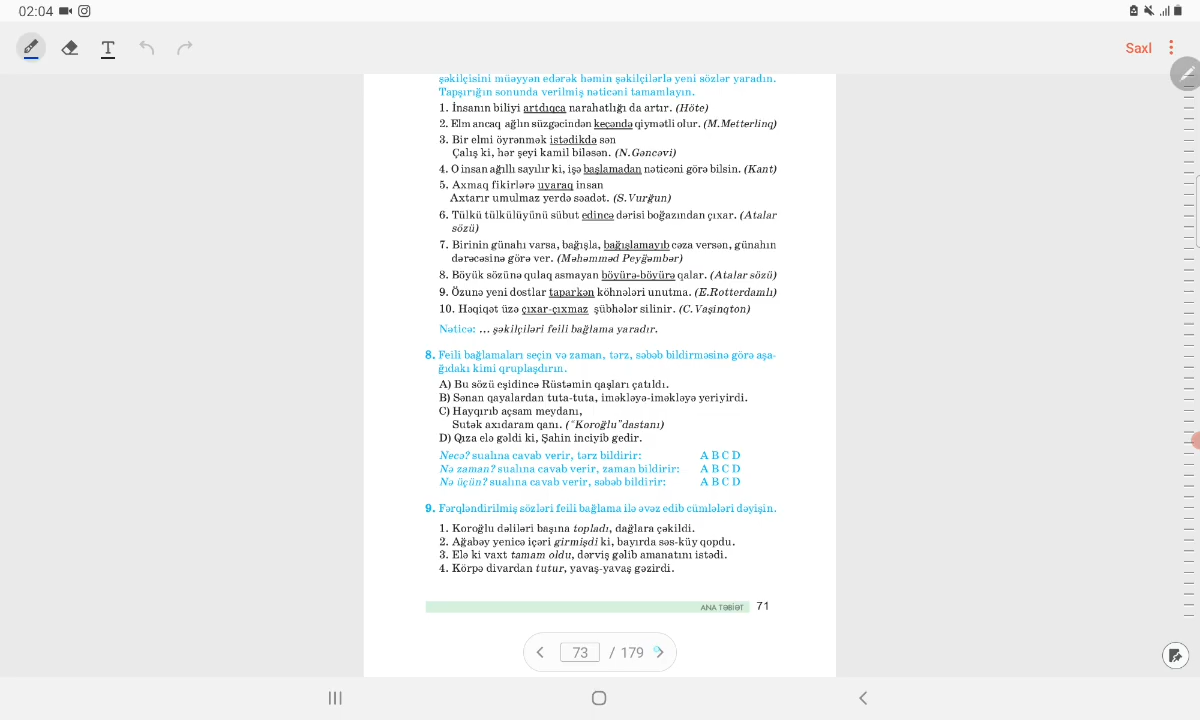 02:04
Saxl
şəkilçisini müəyyən edərək həmin şəkilçilərlə yeni sözlər yaradın.
Tapşırığın sonunda verilmiş nəticəni tamamlayın.
1. İnsanın biliyi artdıqca narahatlığı da artır. (Höte)
2. Elm ancaq ağlın süzgəcindən keçəndə qiymətli olur. (M.Metterlinq)
3. Bir elmi öyrənmək istədikdə sən
Çalış ki, hər şeyi kamil biləsən. (N.Gəncəvi)
4. O insan ağıllı sayılır ki, işə başlamadan nəticəni görə bilsin. (Kant)
5. Axmaq fikirlərə uyaraq insan
Axtarır umulmaz yerdə səadət. (S.Vurğun)
6. Tülkü tülkülüyünü sübut edincə dərisi boğazından çıxar. (Atalar
sözü)
7. Birinin günahı varsa, bağışla, bağışlamayıb cəza versən, günahın
dərəcəsinə görə ver. (Məhəmməd Peyğəmbər)
8. Böyük sözünə qulaq asmayan böyürə-böyürə qalar. (Atalar sözü)
9. Özunə yeni dostlar taparkən köhnələri unutma. (E.Rotterdamlı)
10. Həqiqət üzə çıxar-çıxmaz şübhələr silinir. (C.Vaşinqton)
Nəticə: ... şəkilçiləri feili bağlama yaradır.
8. Feili bağlamaları seçin və zaman, tərz, səbəb bildirməsinə görə aşa-
ğıdakı kimi qruplaşdırın.
A) Bu sözü eşidincə Rüstəmin qaşları çatıldı.
B) Sənan qayalardan tuta-tuta, iməkləyə-iməkləyə yeriyirdi.
C) Hayqırıb açsam meydanı,
Sutək axıdaram qanı. ("Koroğlu"dastanı)
D) Qıza elə gəldi ki, Şahin inciyib gedir.
Necə? sualına cavab verir, tərz bildirir: A B C D
Nə zaman? sualına cavab verir, zaman bildirir: A B C D
Nə üçün? sualına cavab verir, səbəb bildirir: A B C D
9. Fərqləndirilmiş sözləri feili bağlama ilə əvəz edib cümlələri dəyişin.
1. Koroğlu dəliləri başına topladı, dağlara çəkildi.
2. Ağabəy yenicə içəri girmişdi ki, bayırda səs-küy qopdu.
3. Elə ki vaxt tamam oldu, dərviş gəlib amanatını istədi.
4. Körpə divardan tutur, yavaş-yavaş gəzirdi.
ANA TƏBİƏT 71
73 / 179